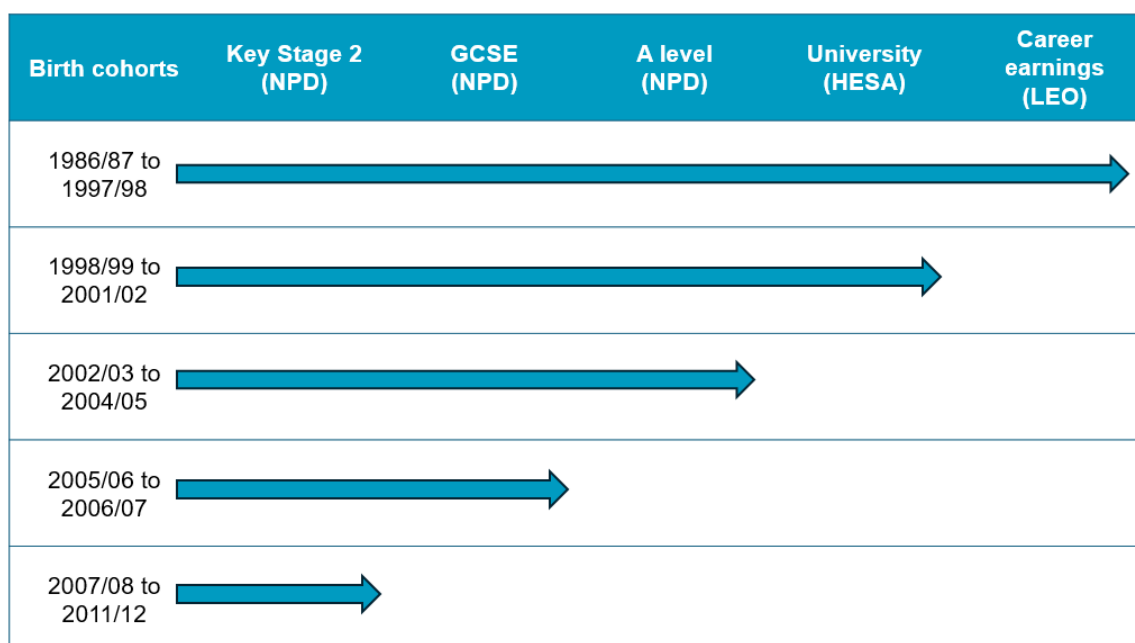 Birth cohorts
Key Stage 2
(NPD)
GCSE
(NPD)
A level
(NPD)
University
(HESA)
Career
earnings
(LEO)
1986/87 to
1997/98
1998/99 to
2001/02
2002/03 to
2004/05
2005/06 to
2006/07
2007/08 to
2011/12